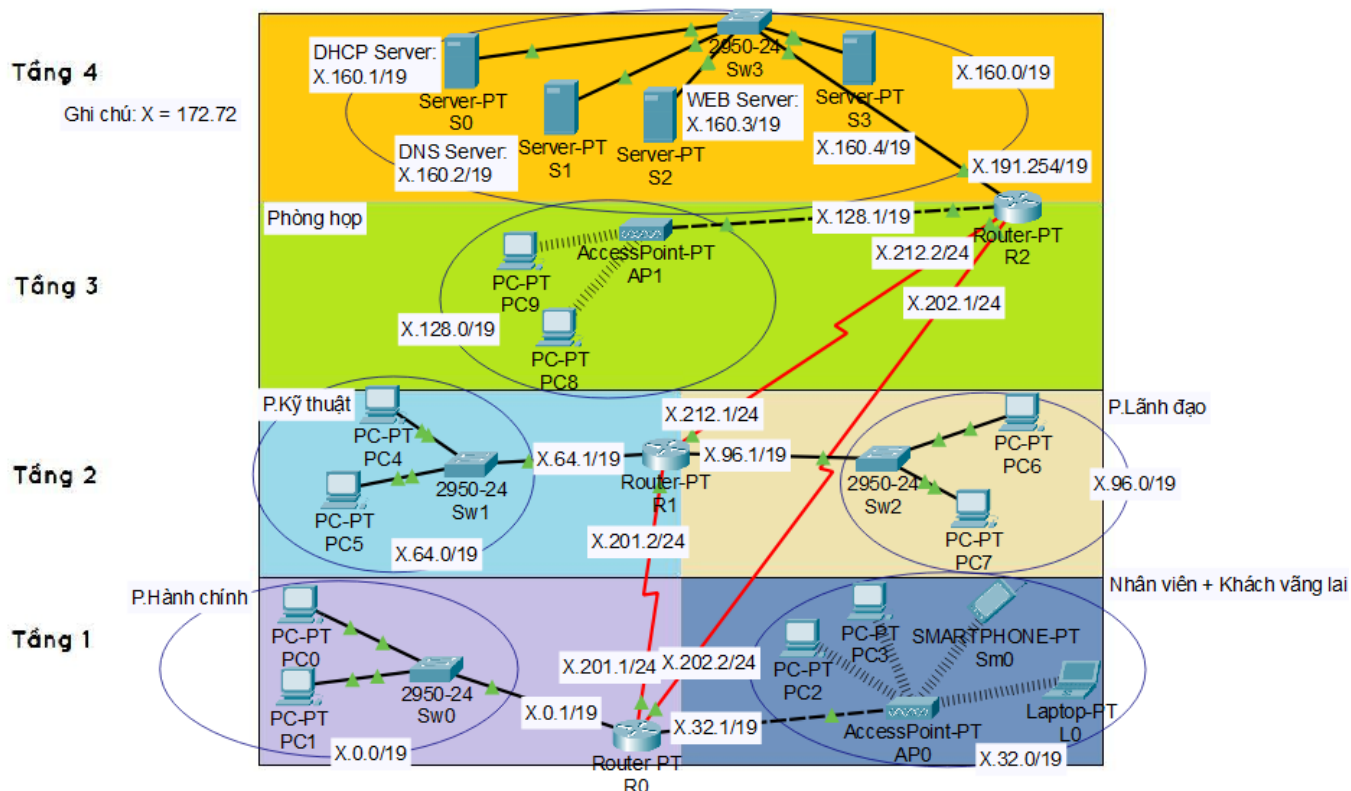 Tầng 4
Ghi chú: X = 172.72
DHCP Server:
X.160.1/19
Server-PT
S0
DNS Server:
X.160.2/19
Server-PT
S1
2950-24
Sw3
WEB Server:
X.160.3/19
Server-PT
S2
Server-PT
S3
X.160.4/19
X.160.0/19
X.191.254/19
Phòng họp
Tầng 3
X.128.1/19
Router-PT
R2
AccessPoint-PT
AP1
X.212.2/24
X.202.1/24
PC-PT
PC9
PC-PT
PC8
X.128.0/19
P.Kỹ thuật
Tầng 2
PC-PT
PC4
PC-PT
PC5
2950-24
Sw1
X.64.1/19
X.64.0/19
X.212.1/24
Router-PT
R1
X.96.1/19
X.201.2/24
P.Lãnh đạo
PC-PT
PC6
2950-24
Sw2
PC-PT
PC7
X.96.0/19
P.Hành chính
Tầng 1
PC-PT
PC0
PC-PT
PC1
2950-24
Sw0
X.0.1/19
X.0.0/19
X.201.1/24
X.202.2/24
Router-PT
R0
X.32.1/19
Nhân viên + Khách vãng lai
PC-PT
PC3
SMARTPHONE-PT
Sm0
PC-PT
PC2
AccessPoint-PT
AP0
Laptop-PT
L0
X.32.0/19